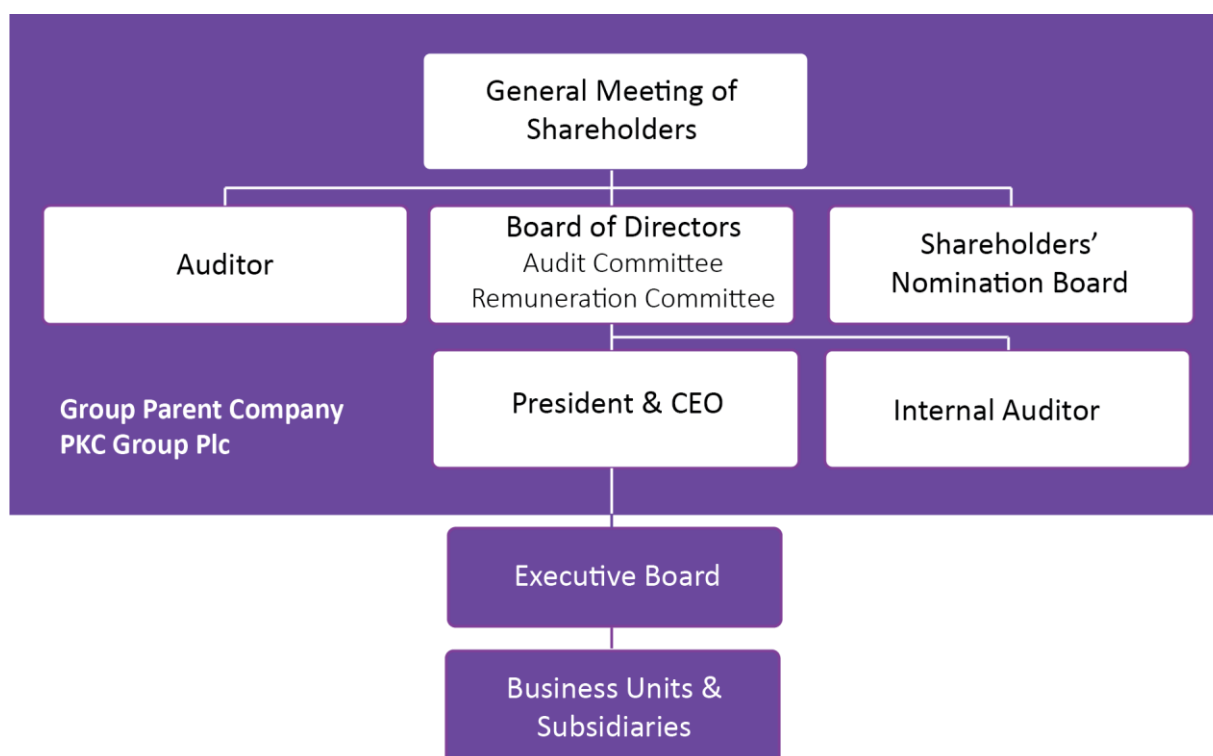 General Meeting of
Shareholders
Auditor
Board of Directors
Audit Committee
Remuneration Committee
Shareholders’
Nomination Board
Group Parent Company
PKC Group Plc
President & CEO
Internal Auditor
Executive Board
Business Units &
Subsidiaries